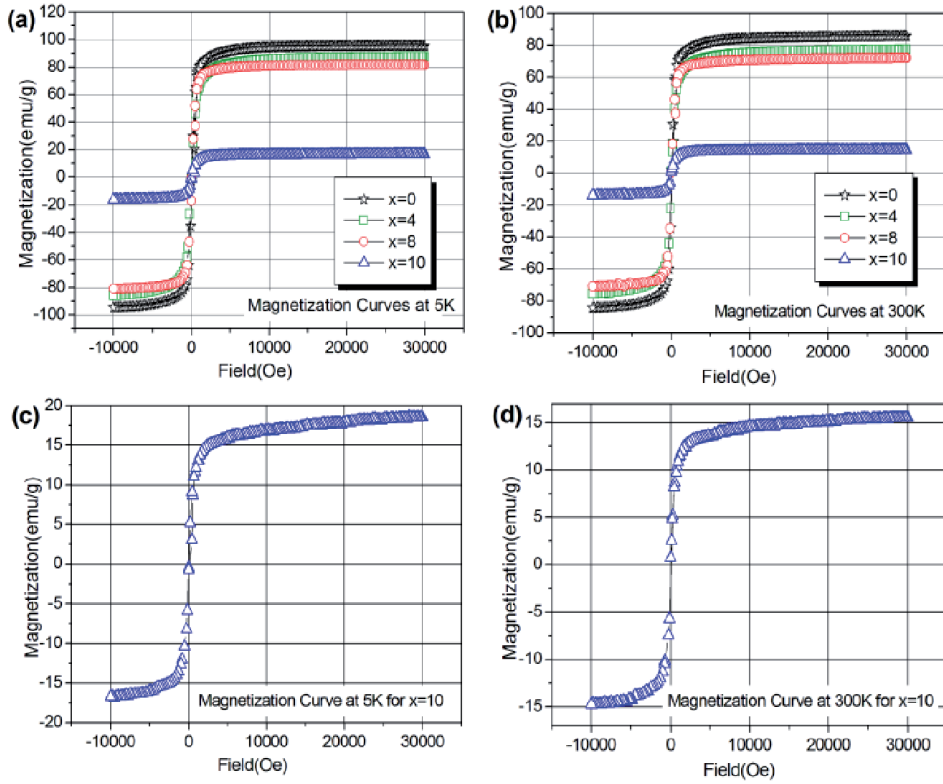 (a)
120
100
80
60
40
20
0
-20
-40
-60
-80
-100
Magnetization(emu/g)
x=0
x=4
x=8
x=10
Magnetization Curves at 5K
-10000 0 10000 20000 30000
Field(Oe)
(b)
100
80
60
40
20
0
-20
-40
-60
-80
-100
Magnetization(emu/g)
x=0
x=4
x=8
x=10
Magnetization Curves at 300K
-10000 0 10000 20000 30000
Field(Oe)
(c)
20
15
10
5
0
-5
-10
-15
-20
Magnetization(emu/g)
Magnetization Curve at 5K for x=10
-10000 0 10000 20000 30000
Field(Oe)
(d)
15
10
5
0
-5
-10
-15
Magnetization(emu/g)
Magnetization Curve at 300K for x=10
-10000 0 10000 20000 30000
Field(Oe)